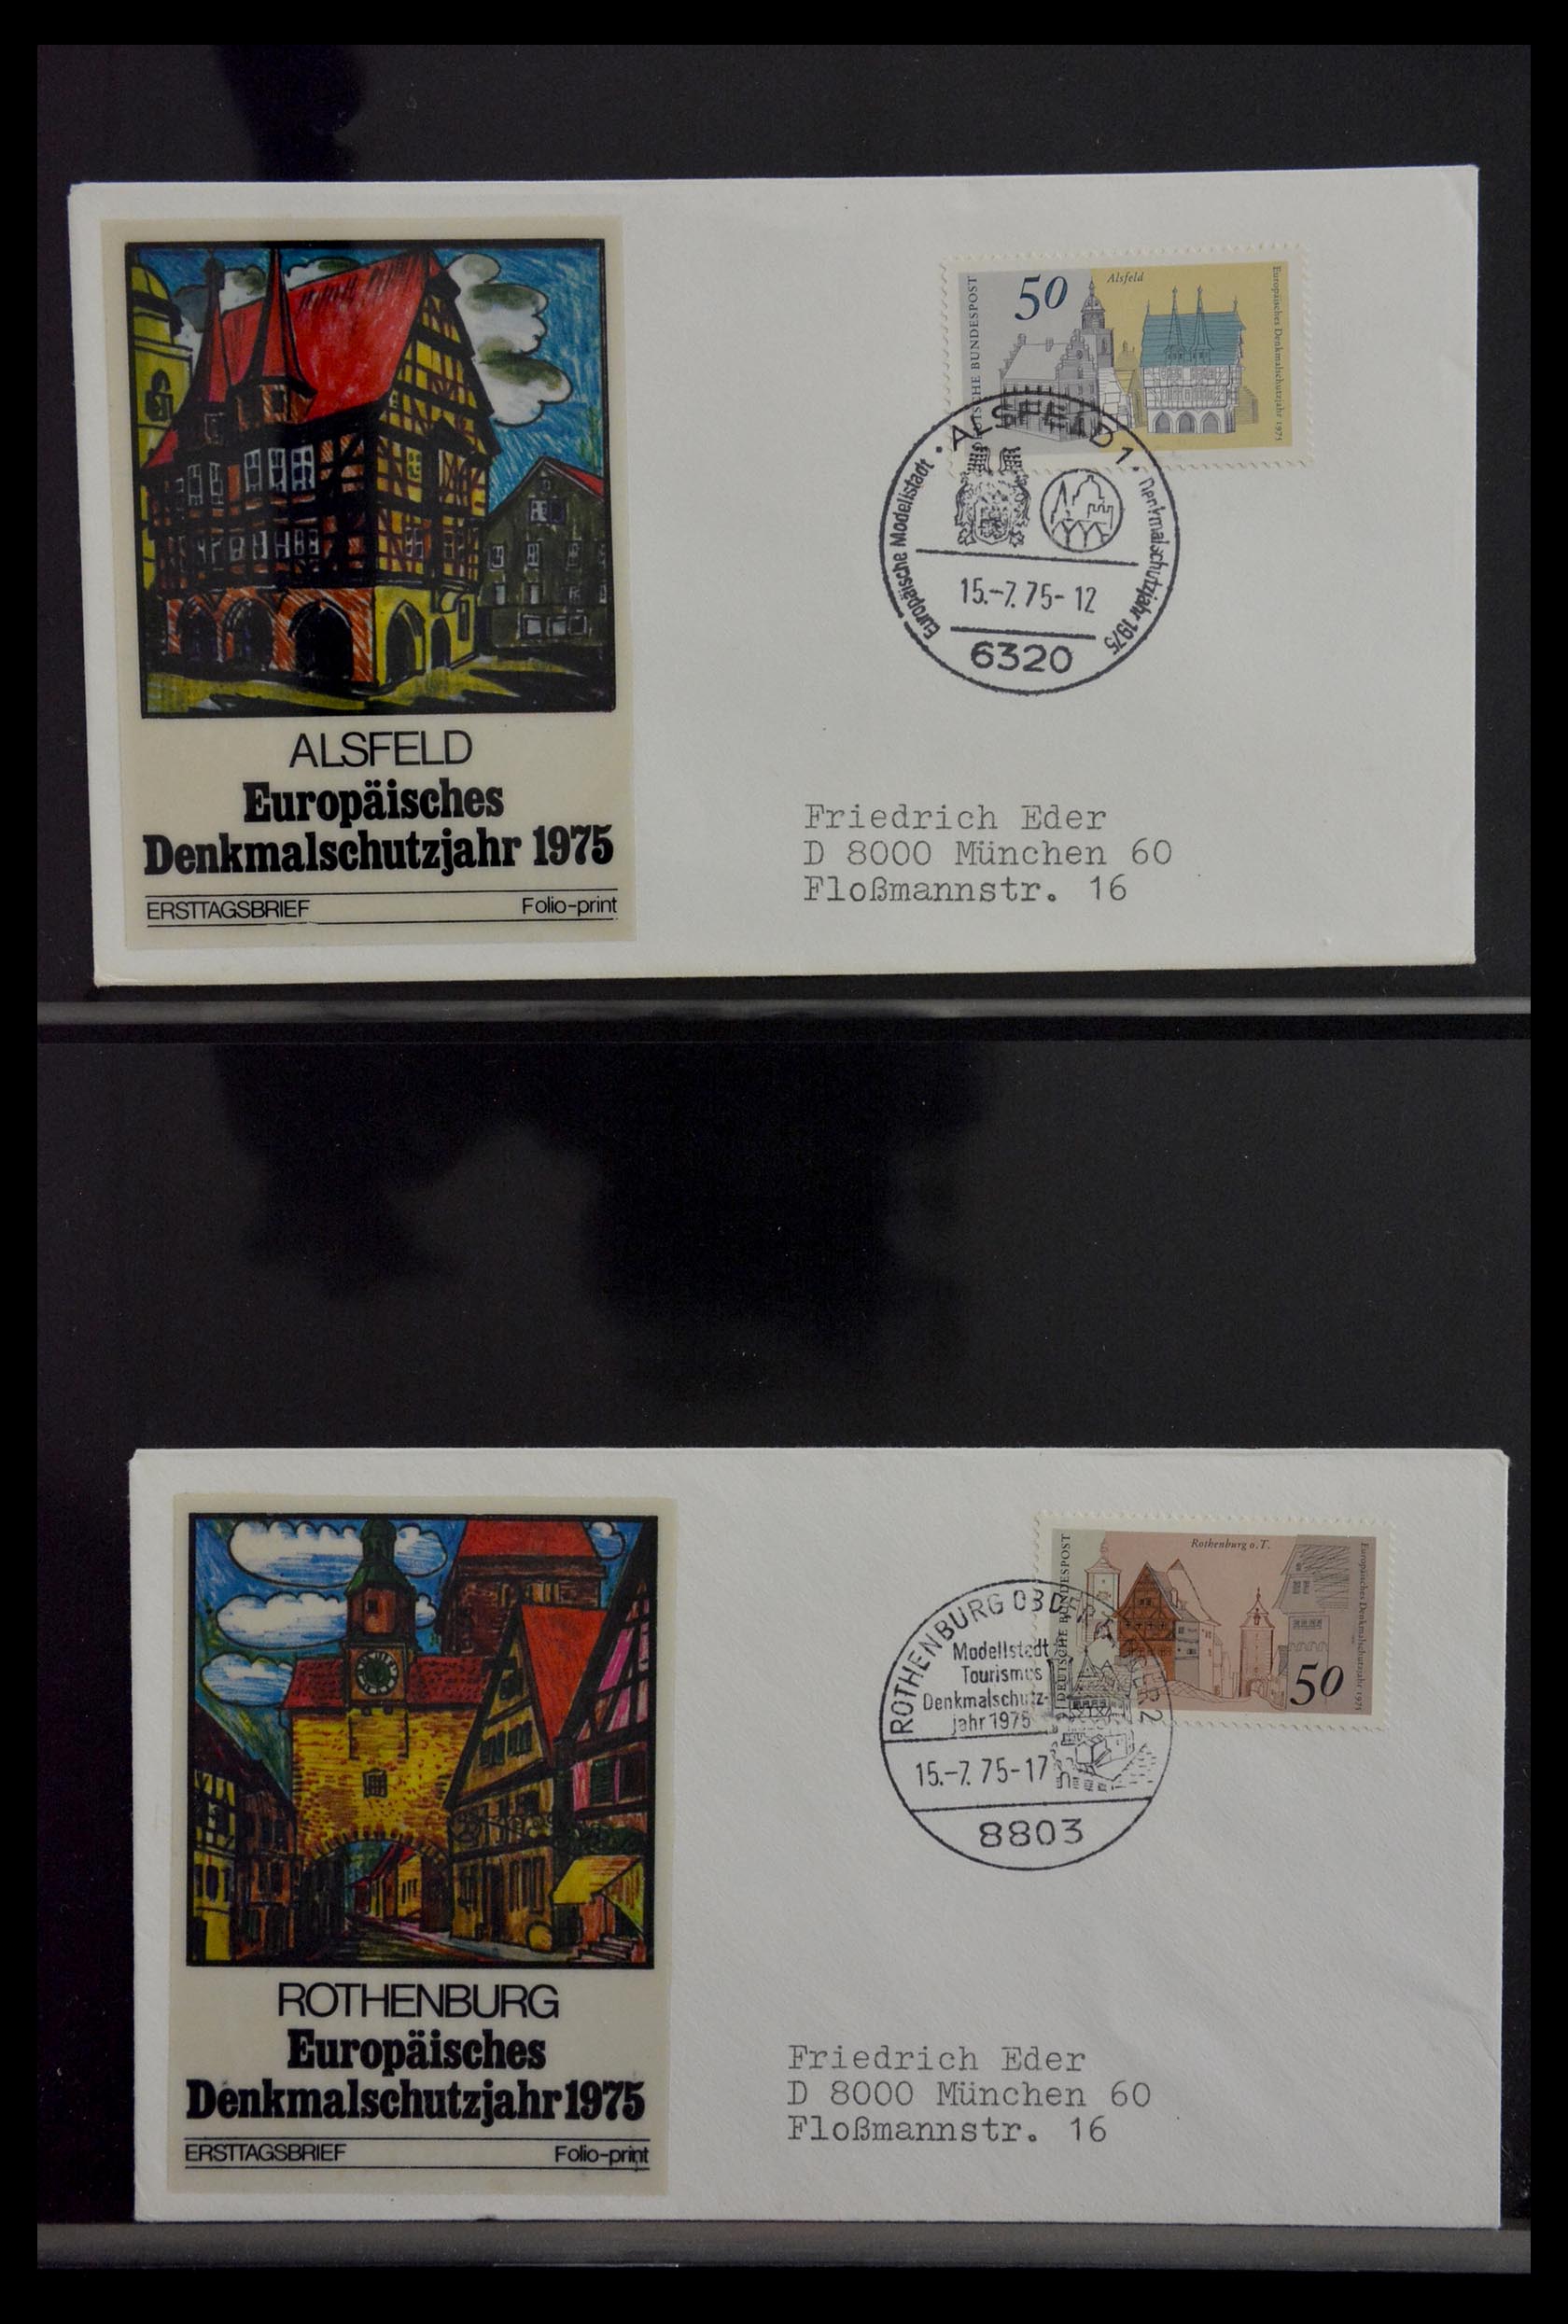 50
Alsfeld
DEUTSCHE BUNDESPOST
Europäisches Denkmalschutzjahr 1975
ALSFELD 1
Europäische Modellstadt
Denkmalschutzjahr 1975
15.-7.75-12
6320
ALSFELD
Europäisches
Denkmalschutzjahr 1975
ERSTTAGSBRIEF Folio-print
Friedrich Eder
D 8000 München 60
Floßmannstr. 16
Rothenburg o.T.
DEUTSCHE BUNDESPOST
Europäisches Denkmalschutzjahr 1975
50
ROTHENBURG OB DER TAUBER 2
Modellstadt
Tourismus
Denkmalschutz-
jahr 1975
15.-7.75-17
8803
ROTHENBURG
Europäisches
Denkmalschutzjahr 1975
ERSTTAGSBRIEF Folio-print
Friedrich Eder
D 8000 München 60
Floßmannstr. 16